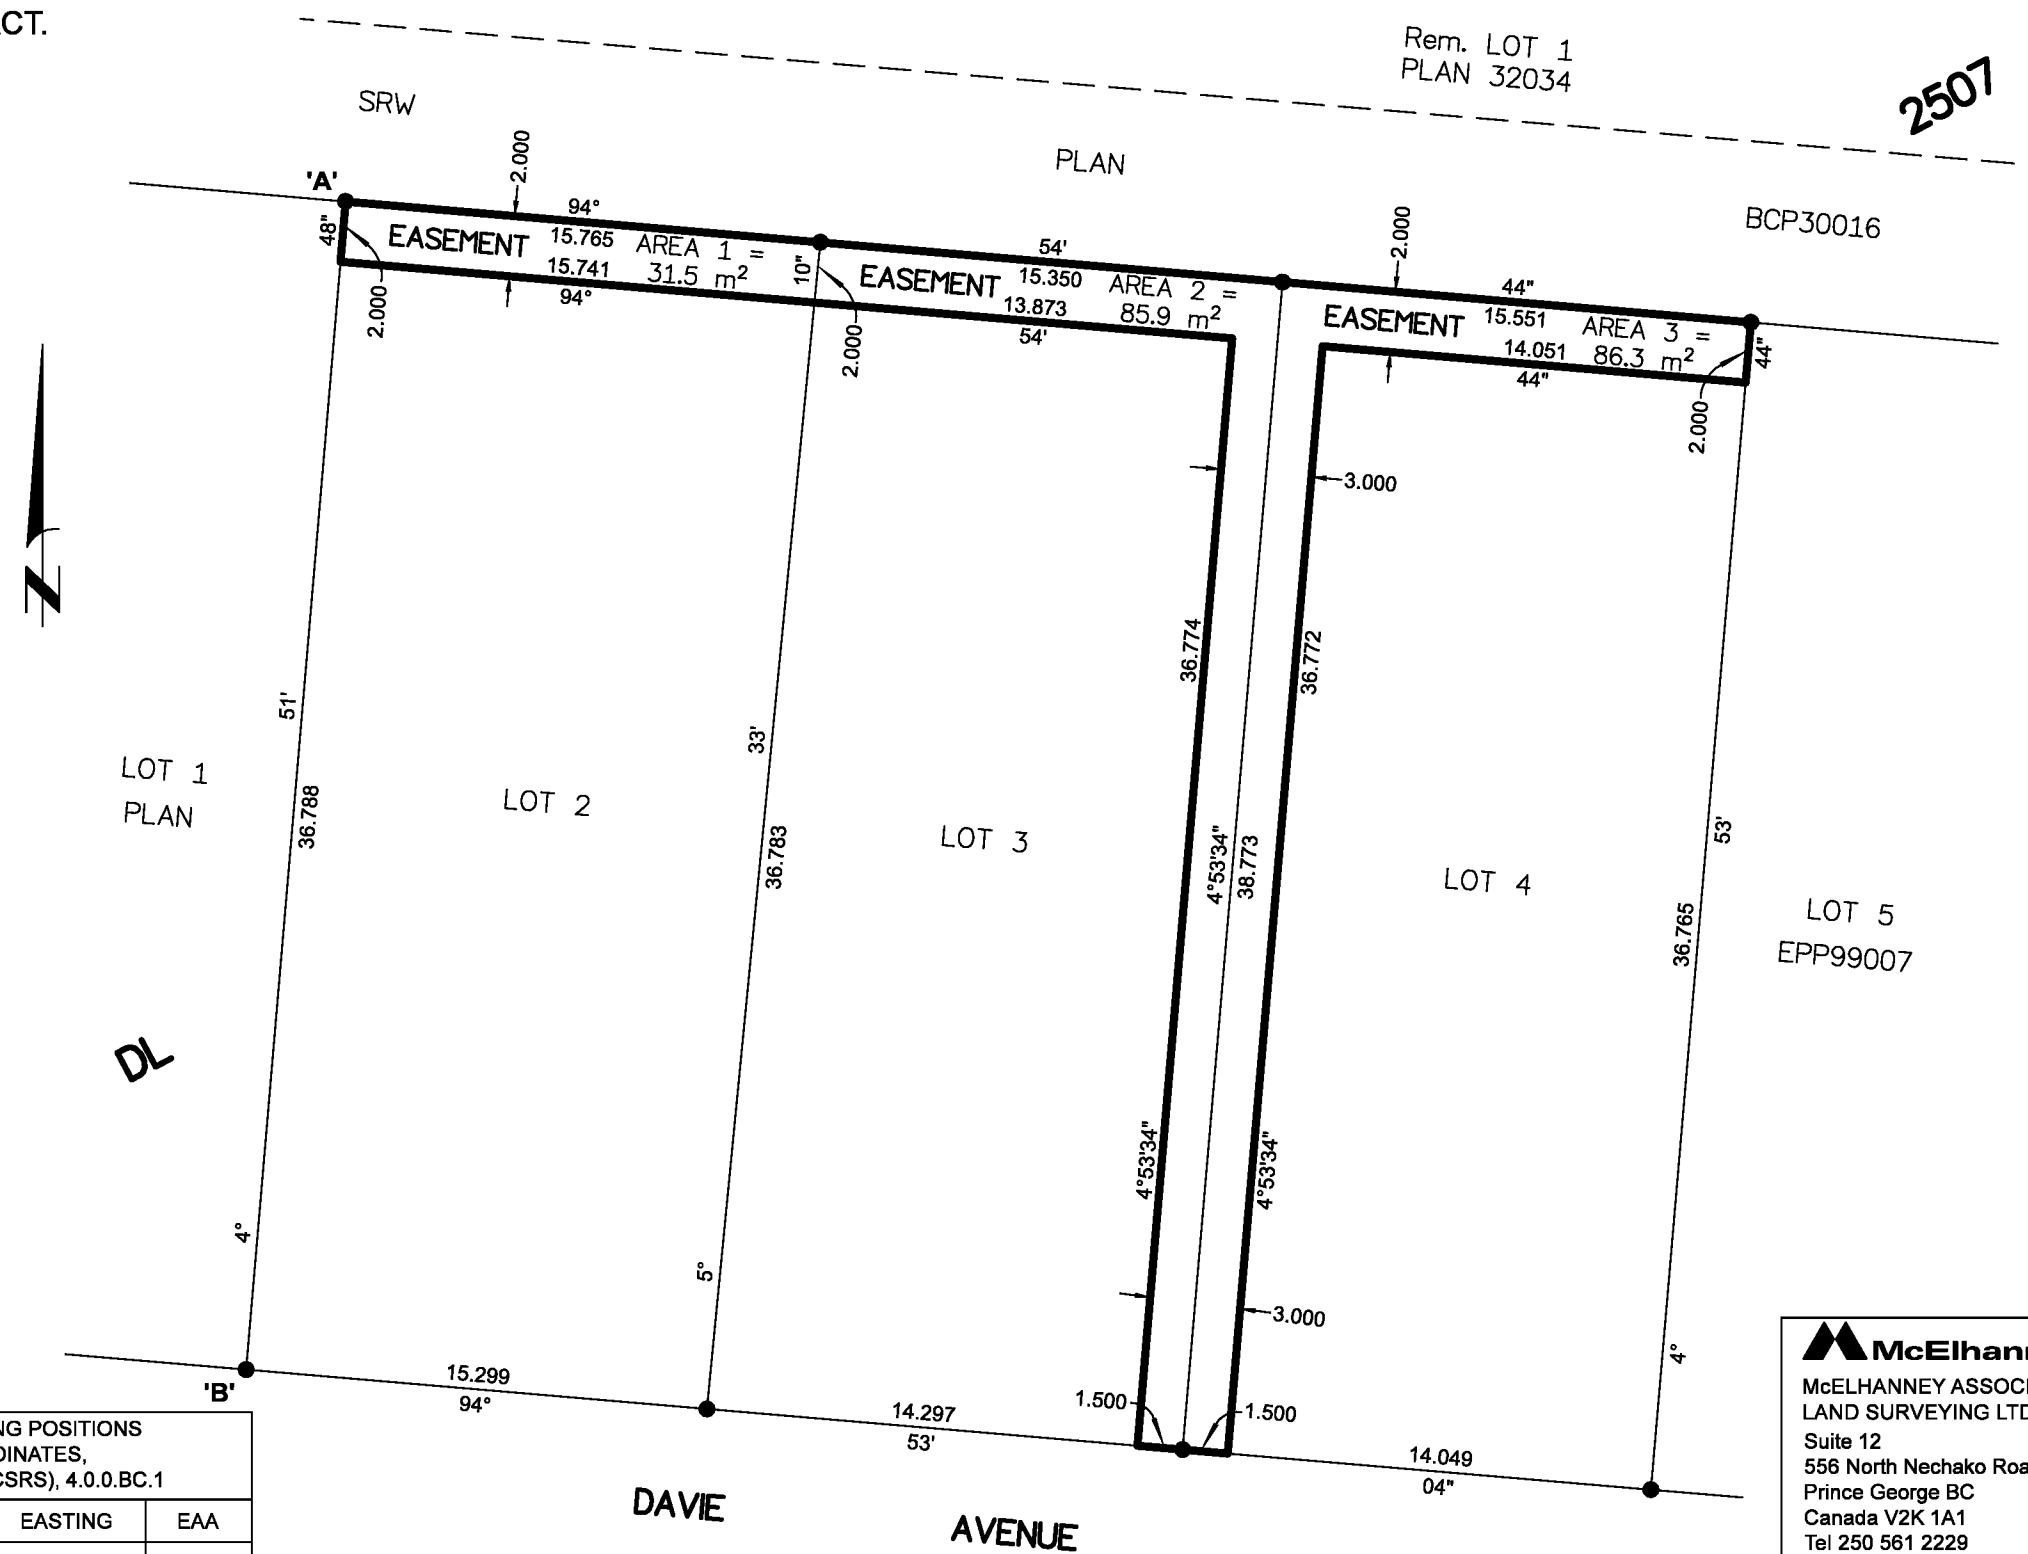 ACT.
Rem. LOT 1
PLAN 32034
2507
SRW
PLAN
BCP30016
'A'
2.000
94°
54'
2.000
44"
48"
EASEMENT
15.765
AREA 1 =
31.5 m²
15.741
94°
2.000
10"
EASEMENT
15.350
AREA 2 =
85.9 m²
13.873
54'
2.000
EASEMENT
15.551
AREA 3 =
86.3 m²
14.051
44"
2.000
44"
3.000
N
51'
36.788
33'
36.783
36.774
36.772
4°53'34"
38.773
53'
36.765
LOT 1
PLAN
LOT 2
LOT 3
LOT 4
LOT 5
EPP99007
DL
4°
5°
4°53'34"
4°53'34"
4°
3.000
'B'
15.299
94°
14.297
53'
1.500
1.500
14.049
04"
DAVIE
AVENUE
NG POSITIONS
DINATES,
CSRS), 4.0.0.BC.1
EASTING
EAA
McElhann
McELHANNEY ASSOCI
LAND SURVEYING LTD
Suite 12
556 North Nechako Roa
Prince George BC
Canada V2K 1A1
Tel 250 561 2229